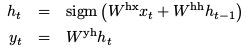 h_t = sigm (W^{hx} x_t + W^{hh} h_{t−1})
y_t = W^{yh} h_t